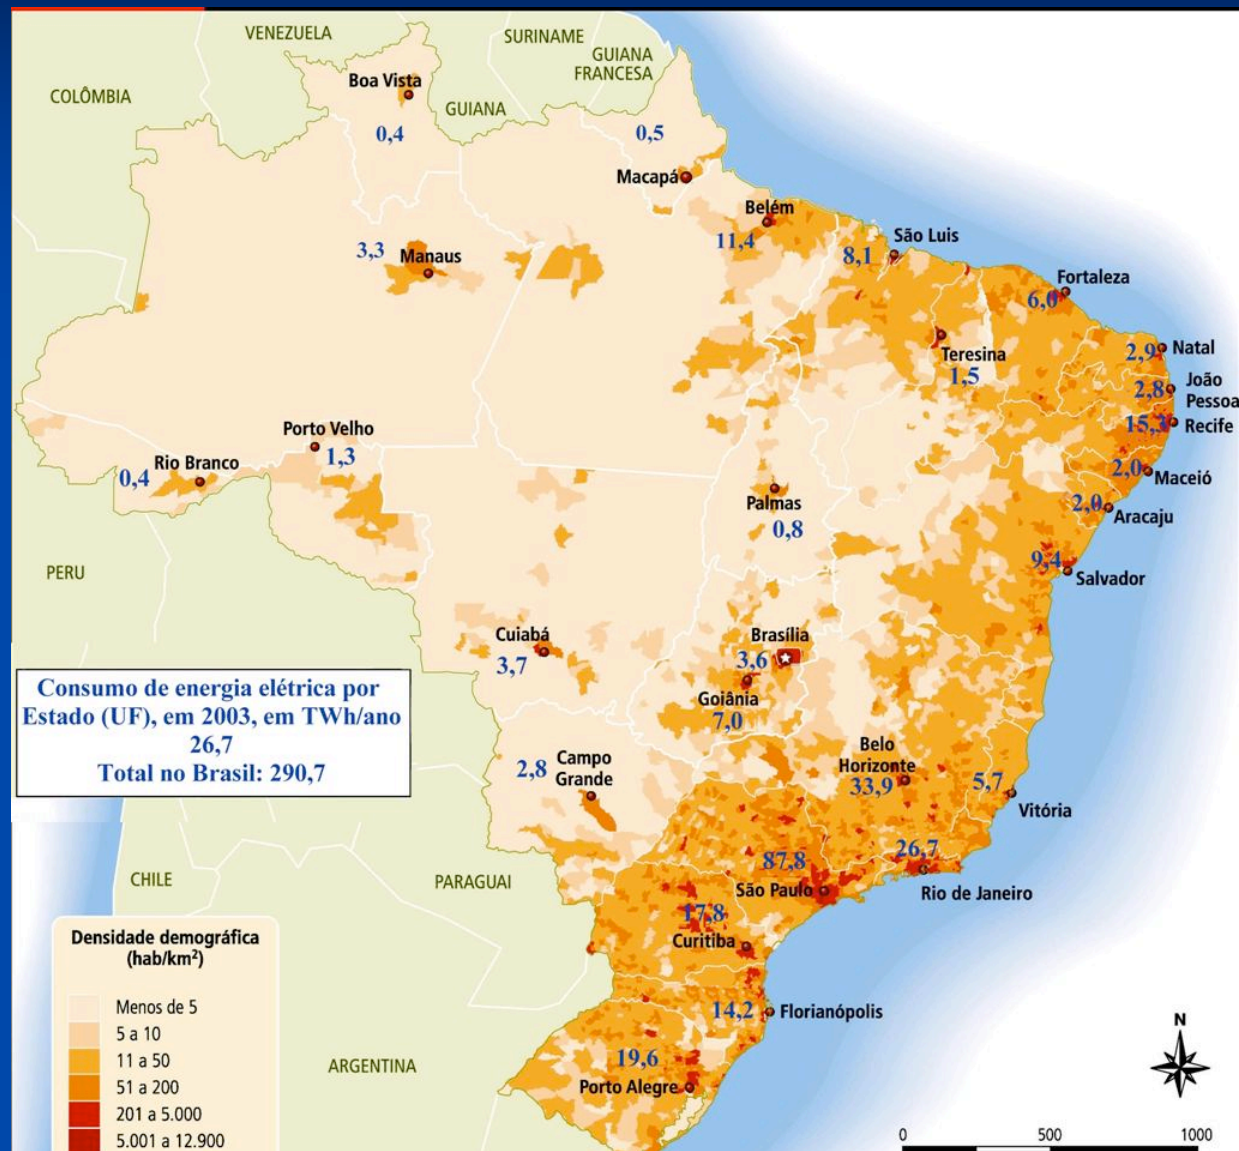 VENEZUELA
SURINAME
GUIANA
FRANCESA
COLÔMBIA
Boa Vista
GUIANA
0,4
0,5
Macapá
Belém
11,4
São Luis
8,1
3,3
Manaus
Fortaleza
6,0
Teresina
1,5
2,9
Natal
2,8
João
Pessoa
15,3
Recife
Porto Velho
1,3
Rio Branco
0,4
2,0
Maceió
Palmas
0,8
2,0
Aracaju
PERU
9,4
Salvador
Cuiabá
3,7
Brasília
3,6
Goiânia
7,0
Consumo de energia elétrica por
Estado (UF), em 2003, em TWh/ano
26,7
Total no Brasil: 290,7
2,8
Campo
Grande
Belo
Horizonte
33,9
5,7
Vitória
87,8
São Paulo
26,7
Rio de Janeiro
CHILE
PARAGUAI
17,8
Curitiba
14,2
Florianópolis
19,6
Porto Alegre
ARGENTINA
Densidade demográfica
(hab/km²)
Menos de 5
5 a 10
11 a 50
51 a 200
201 a 5.000
5.001 a 12.900
N
0 500 1000